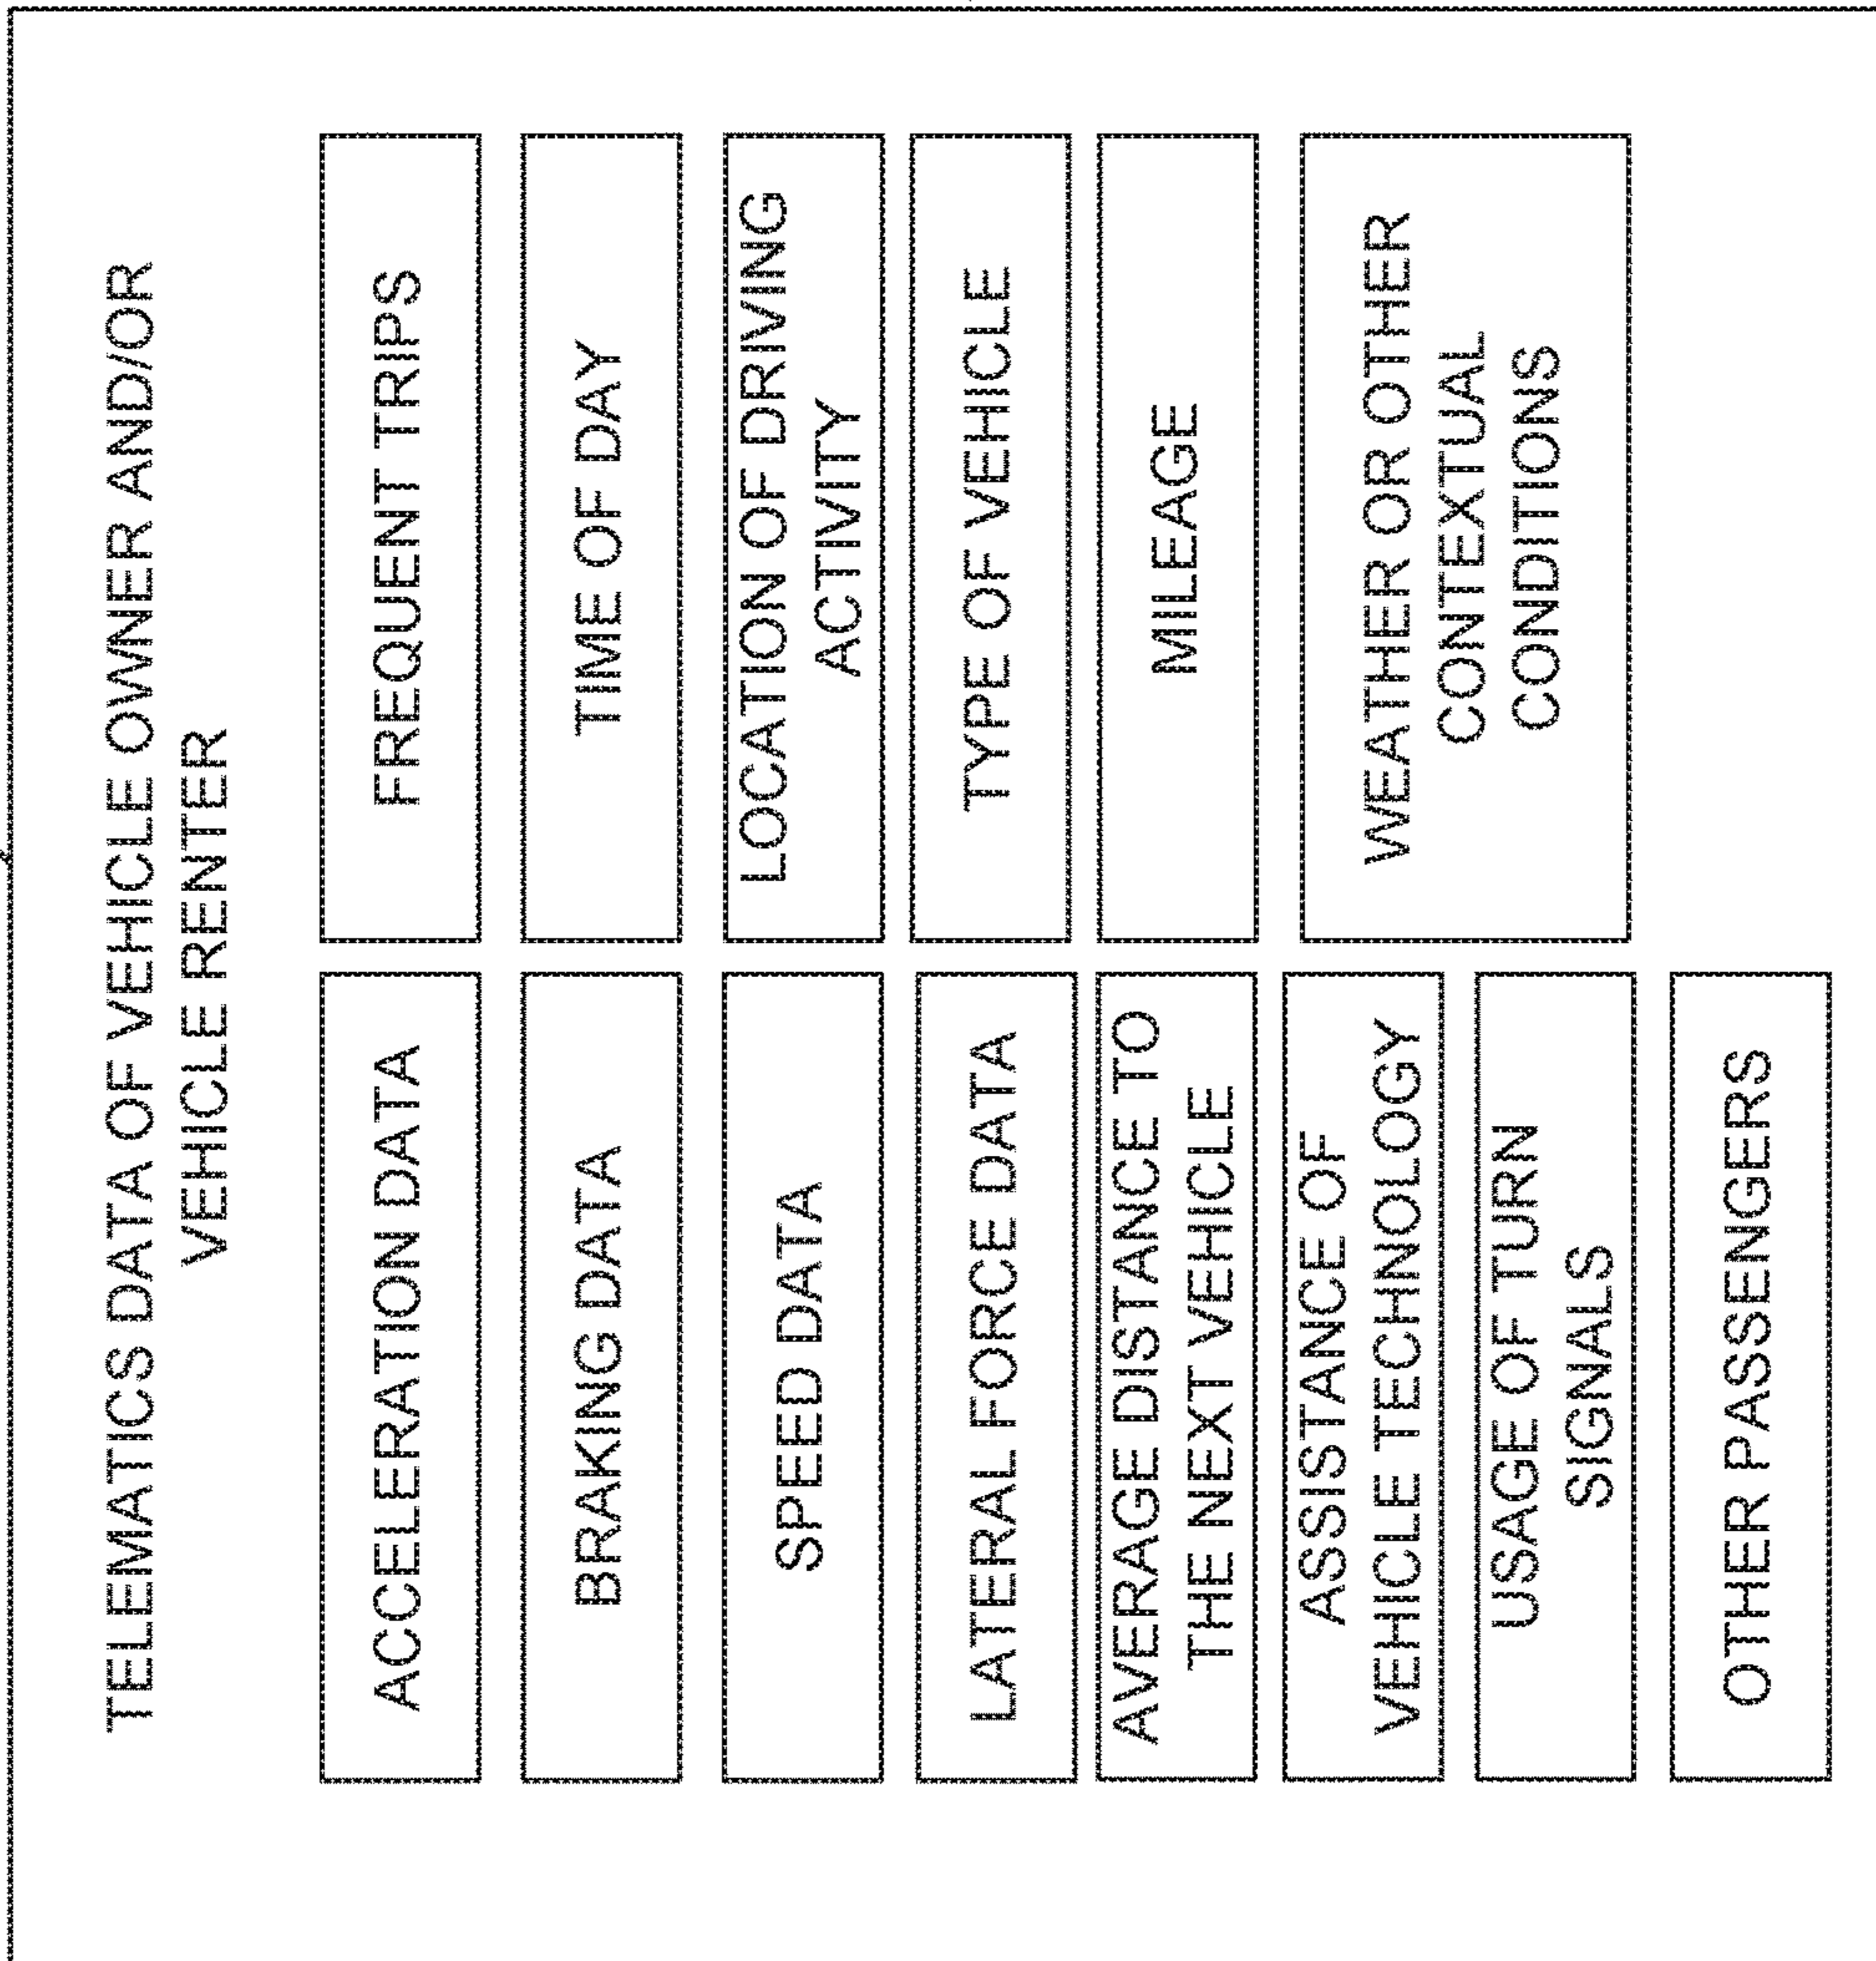 TELEMATICS DATA OF VEHICLE OWNER AND/OR
VEHICLE RENTER
ACCELERATION DATA
BRAKING DATA
SPEED DATA
LATERAL FORCE DATA
AVERAGE DISTANCE TO
THE NEXT VEHICLE
ASSISTANCE OF
VEHICLE TECHNOLOGY
USAGE OF TURN
SIGNALS
OTHER PASSENGERS
FREQUENT TRIPS
TIME OF DAY
LOCATION OF DRIVING
ACTIVITY
TYPE OF VEHICLE
MILEAGE
WEATHER OR OTHER
CONTEXTUAL
CONDITIONS